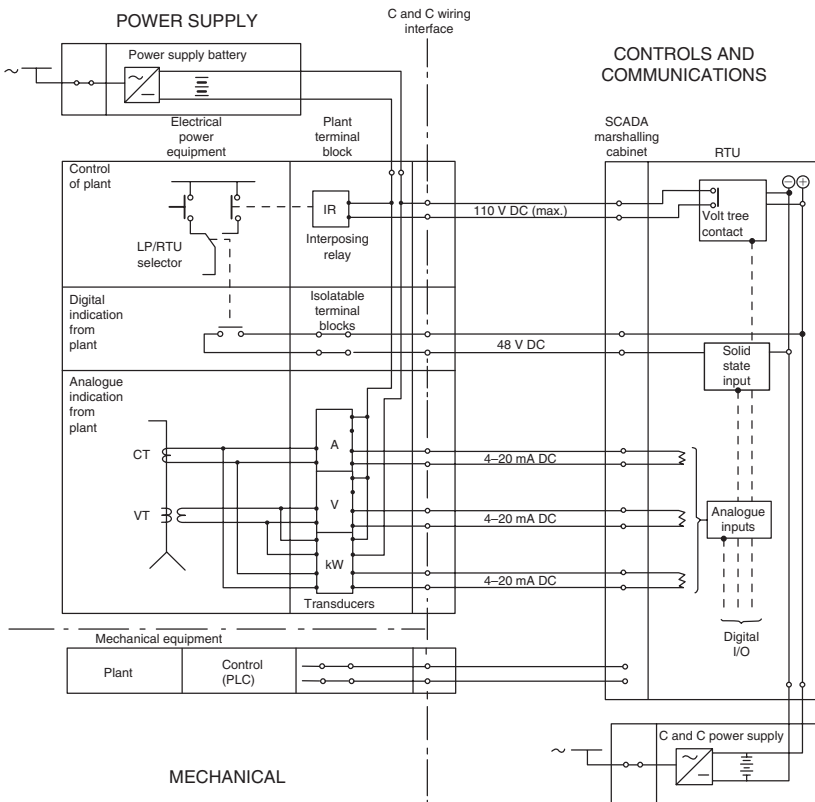 POWER SUPPLY
C and C wiring
interface
CONTROLS AND
COMMUNICATIONS
Power supply battery
Electrical
power
equipment
Plant
terminal
block
SCADA
marshalling
cabinet
RTU
Control
of plant
IR
Interposing
relay
LP/RTU
selector
110 V DC (max.)
Volt tree
contact
Digital
indication
from
plant
Isolatable
terminal
blocks
48 V DC
Solid
state
input
Analogue
indication
from
plant
CT
VT
A
V
kW
Transducers
4–20 mA DC
4–20 mA DC
4–20 mA DC
Analogue
inputs
Digital
I/O
Mechanical equipment
Plant
Control
(PLC)
C and C power supply
MECHANICAL